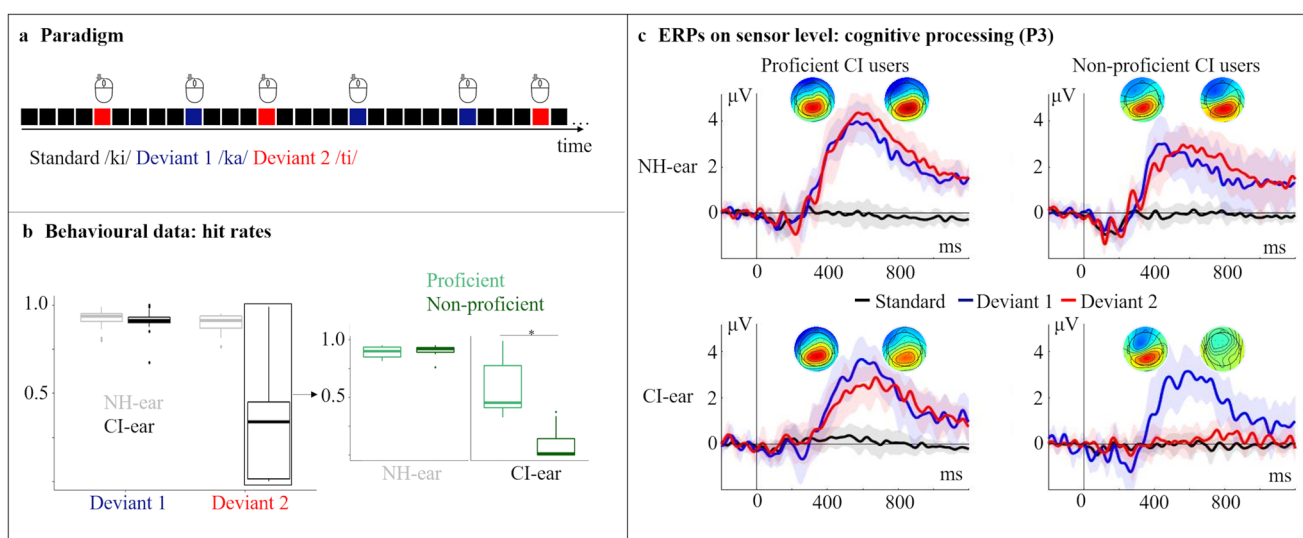 a Paradigm
... 
time
Standard /ki/ Deviant 1 /ka/ Deviant 2 /ti/
b Behavioural data: hit rates
Proficient
Non-proficient
1.0
0.5
NH-ear
CI-ear
Deviant 1 Deviant 2
1.0 *
0.5
NH-ear CI-ear
c ERPs on sensor level: cognitive processing (P3)
Proficient CI users Non-proficient CI users
µV µV
4 4
2 2
NH-ear
0 0
ms ms
0 400 800 0 400 800
Standard Deviant 1 Deviant 2
µV µV
4 4
2 2
CI-ear
0 0
ms ms
0 400 800 0 400 800